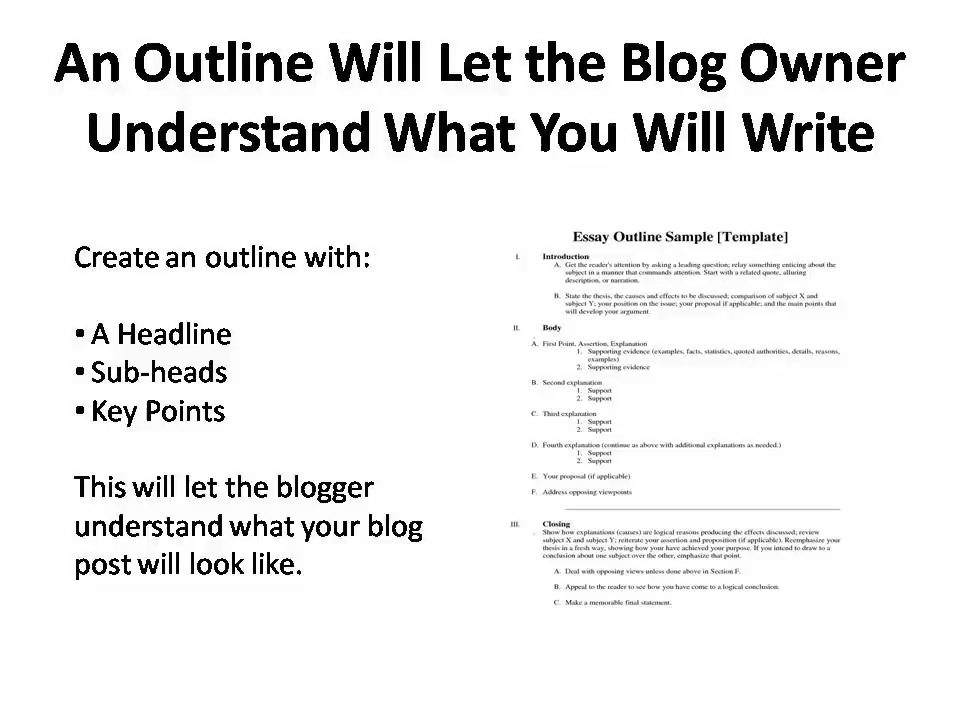 An Outline Will Let the Blog Owner
Understand What You Will Write
Create an outline with:
• A Headline
• Sub-heads
• Key Points
This will let the blogger
understand what your blog
post will look like.
Essay Outline Sample [Template]
I. Introduction
A. Get the reader's attention by asking a leading question; relay something enticing about the
subject in a manner that commands attention. Start with a related quote, alluring
description, or narration.
B. State the thesis, the causes and effects to be discussed; comparison of subject X and
subject Y; your position on the issue; your proposal if applicable; and the main points that
will develop your argument.
II. Body
A. First Point, Assertion, Explanation
1. Supporting evidence (examples, facts, statistics, quoted authorities, details, reasons,
examples)
2. Supporting evidence
B. Second explanation
1. Support
2. Support
C. Third explanation
1. Support
2. Support
D. Fourth explanation (continue as above with additional explanations as needed.)
1. Support
2. Support
E. Your proposal (if applicable)
F. Address opposing viewpoints
III. Closing
Show how explanations (causes) are logical reasons producing the effects discussed; review
subject X and subject Y; reiterate your assertion and proposition (if applicable). Reemphasize your
thesis in a fresh way, showing how your have achieved your purpose. If you intend to draw to a
conclusion about one subject over the other, emphasize that point.
A. Deal with opposing views unless done above in Section F.
B. Appeal to the reader to see how you have come to a logical conclusion.
C. Make a memorable final statement.